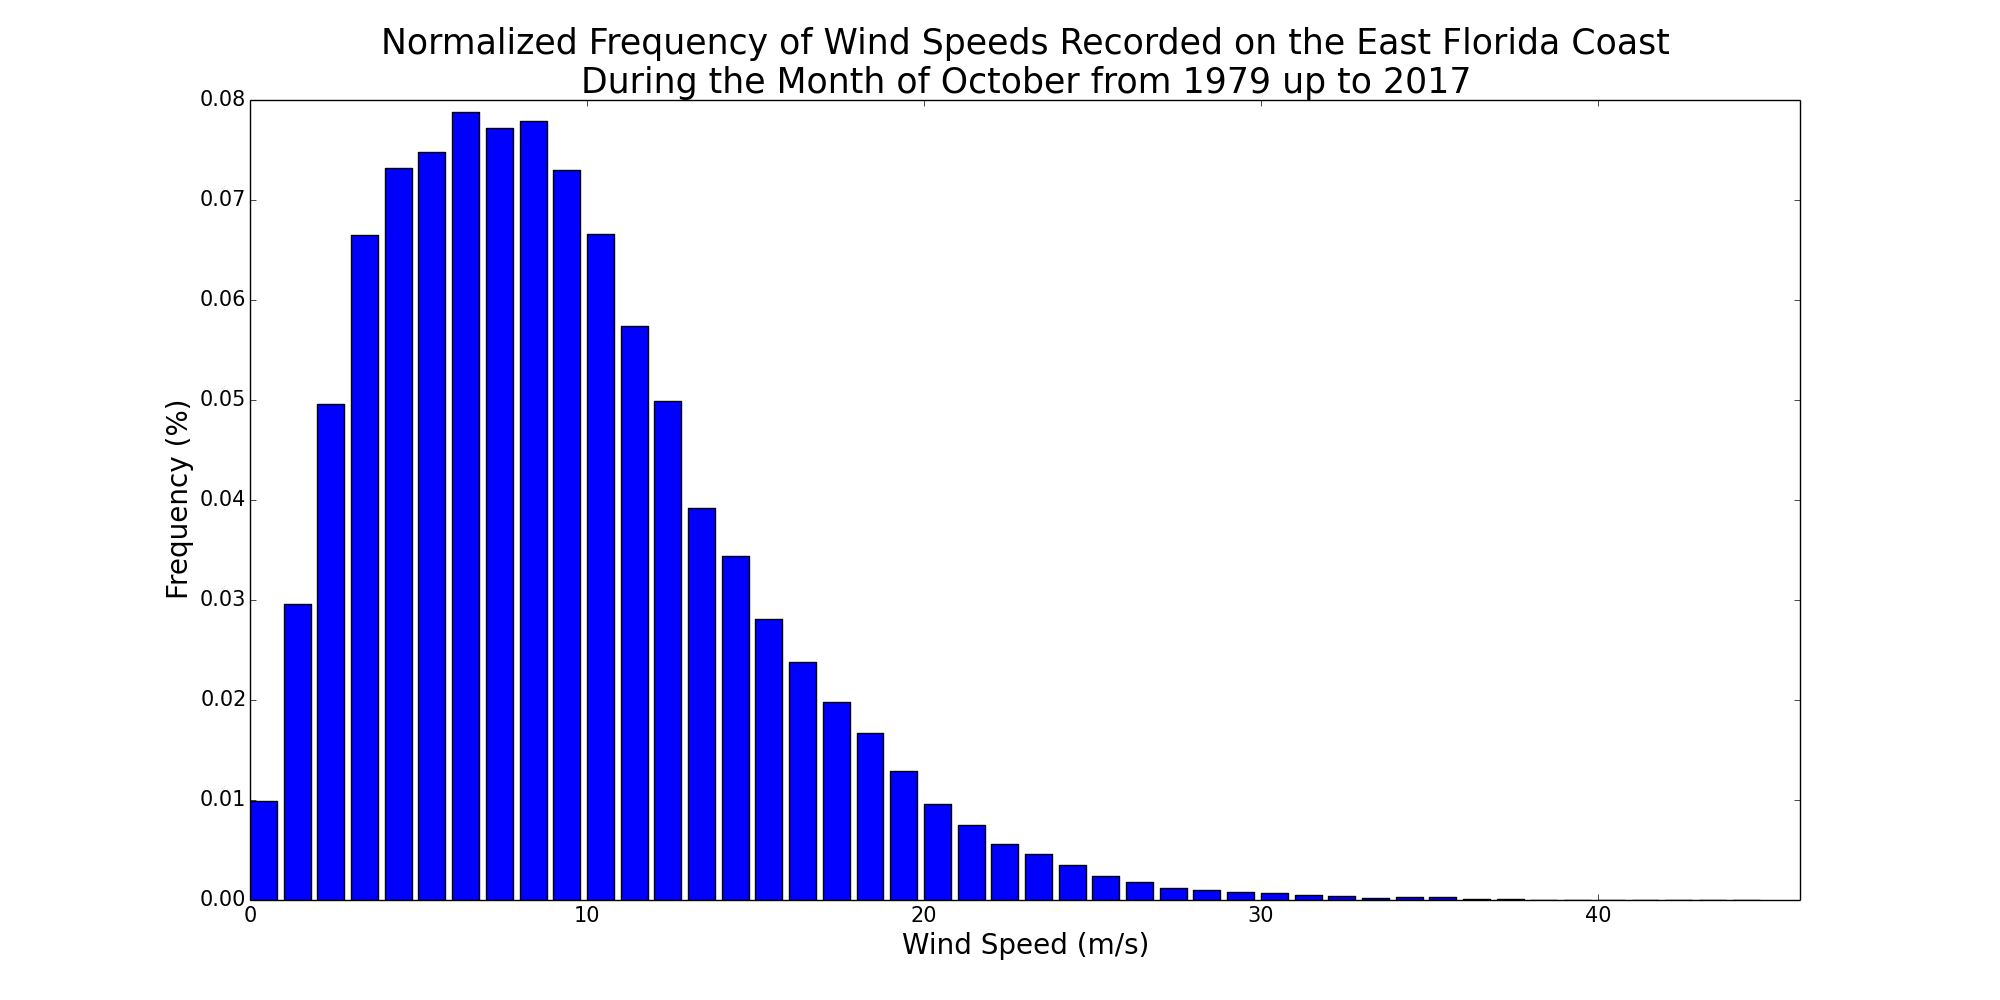 Normalized Frequency of Wind Speeds Recorded on the East Florida Coast
During the Month of October from 1979 up to 2017
0.08
0.07
0.06
0.05
0.04
0.03
0.02
0.01
0.00
Frequency (%)
0 10 20 30 40
Wind Speed (m/s)